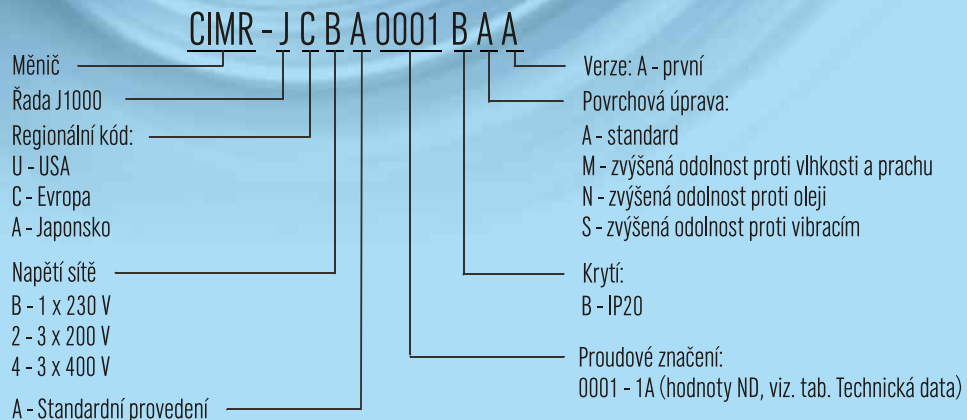 CIMR - J C B A 0001 B A A
Měnič
Řada J1000
Regionální kód:
U - USA
C - Evropa
A - Japonsko
Napětí sítě
B - 1 x 230 V
2 - 3 x 200 V
4 - 3 x 400 V
A - Standardní provedení
Verze: A - první
Povrchová úprava:
A - standard
M - zvýšená odolnost proti vlhkosti a prachu
N - zvýšená odolnost proti oleji
S - zvýšená odolnost proti vibracím
Krytí:
B - IP20
Proudové značení:
0001 - 1A (hodnoty ND, viz. tab. Technická data)